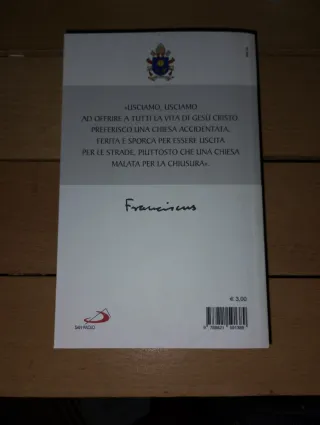 «USCIAMO, USCIAMO
AD OFFRIRE A TUTTI LA VITA DI GESÙ CRISTO.
PREFERISCO UNA CHIESA ACCIDENTATA,
FERITA E SPORCA PER ESSERE USCITA
PER LE STRADE, PIUTTOSTO CHE UNA CHIESA
MALATA PER LA CHIUSURA».
Franciscus
€ 3,00
SAN PAOLO